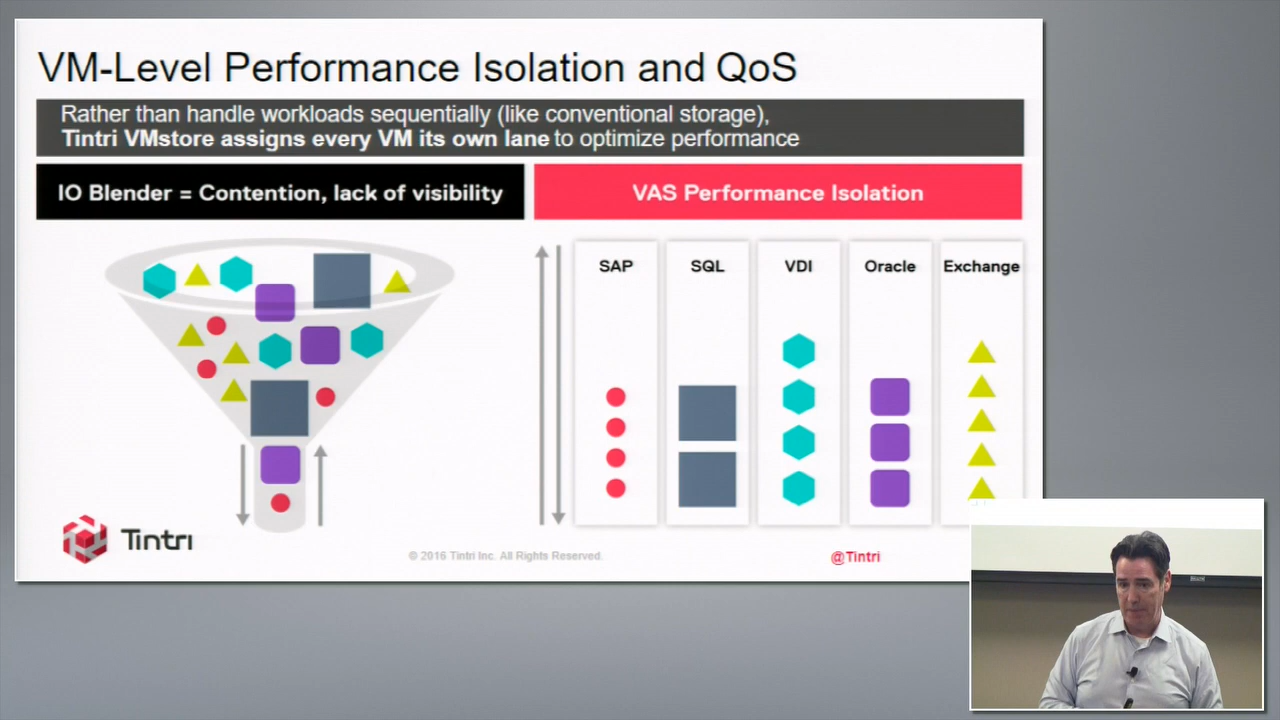 VM-Level Performance Isolation and QoS
Rather than handle workloads sequentially (like conventional storage),
Tintri VMstore assigns every VM its own lane to optimize performance
IO Blender = Contention, lack of visibility
VAS Performance Isolation
SAP
SQL
VDI
Oracle
Exchange
Tintri
© 2016 Tintri Inc. All Rights Reserved.
@Tintri